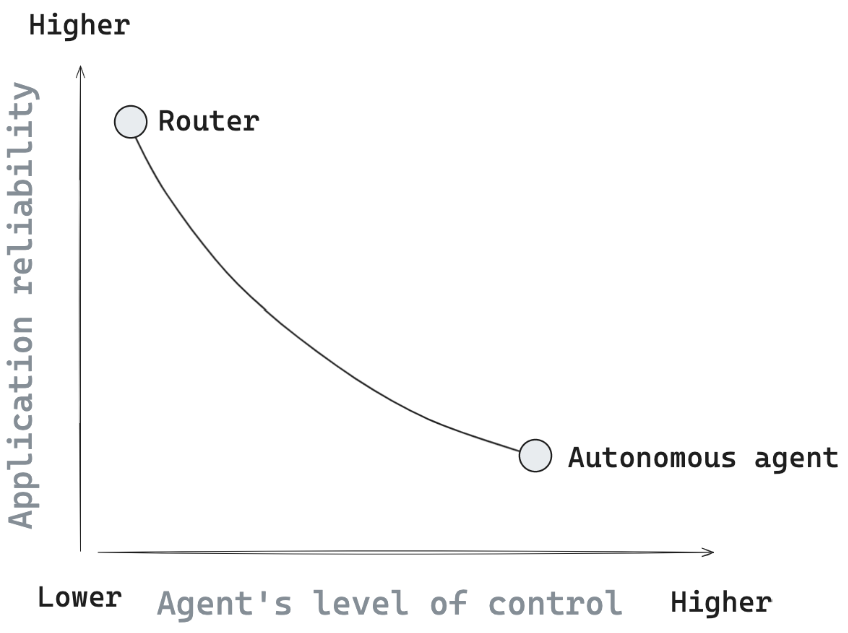 Higher
Application reliability
Router
Autonomous agent
Lower
Agent's level of control
Higher